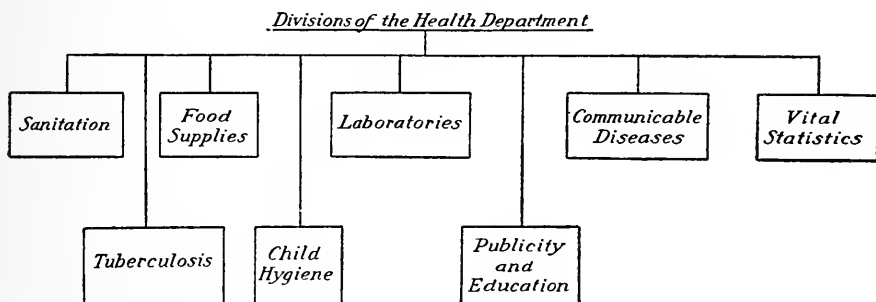 Divisions of the Health Department
Sanitation
Food
Supplies
Laboratories
Communicable
Diseases
Vital
Statistics
Tuberculosis
Child
Hygiene
Publicity
and
Education